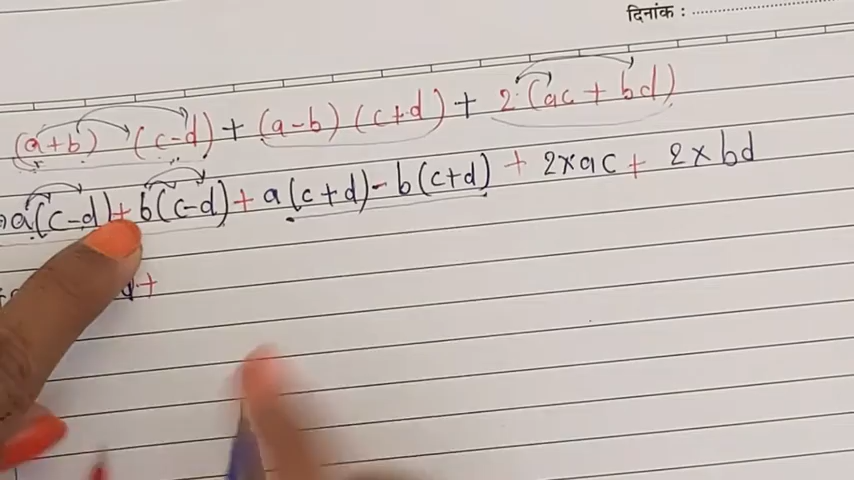 दिनांक :
(a+b) (c-d) + (a-b) (c+d) + 2 (ac + bd)
a(c-d) + b(c-d) + a(c+d) - b(c+d) + 2×ac + 2×bd
+